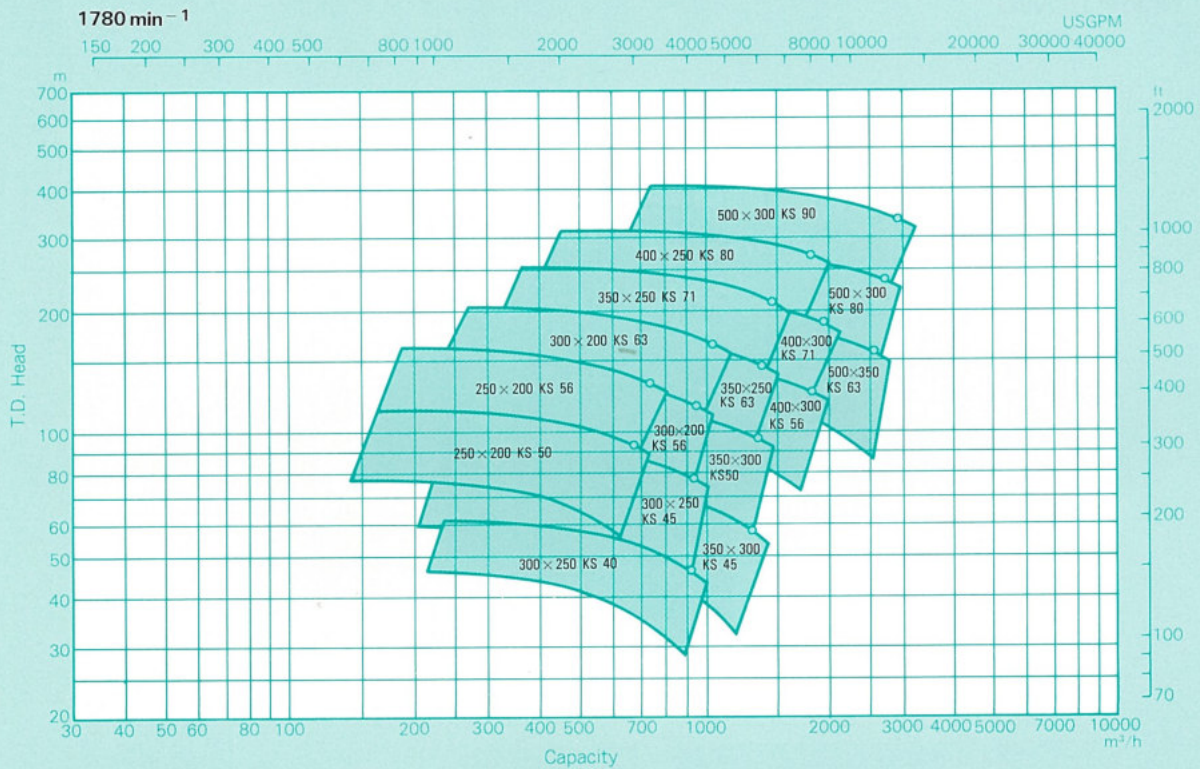 1780 min⁻¹
USGPM
150 200 300 400 500 800 1000 2000 3000 4000 5000 8000 10000 20000 30000 40000
m
ft
700
600
500
400
300
200
100
80
60
50
40
30
20
2000
1000
800
600
500
400
300
200
100
70
T.D. Head
500×300 KS 90
400×250 KS 80
350×250 KS 71
500×300
KS 80
300×200 KS 63
400×300
KS 71
250×200 KS 56
350×250
KS 63
500×350
KS 63
400×300
KS 56
300×200
KS 56
250×200 KS 50
350×300
KS50
300×250
KS 45
350×300
KS 45
300×250 KS 40
30 40 50 60 80 100 200 300 400 500 700 1000 2000 3000 4000 5000 7000 10000
m³/h
Capacity